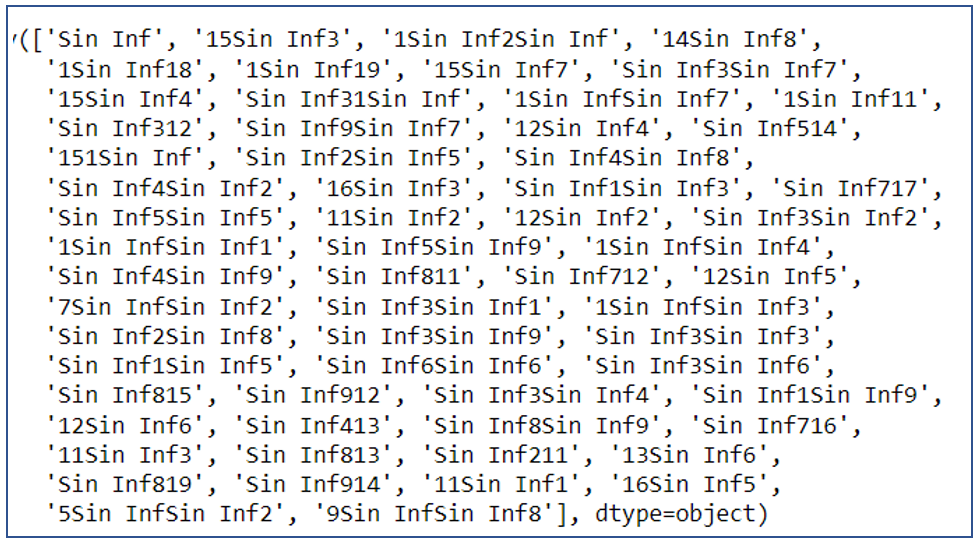 y(['Sin Inf', '15Sin Inf3', '1Sin Inf2Sin Inf', '14Sin Inf8',
'1Sin Inf18', '1Sin Inf19', '15Sin Inf7', 'Sin Inf3Sin Inf7',
'15Sin Inf4', 'Sin Inf31Sin Inf', '1Sin InfSin Inf7', '1Sin Inf11',
'Sin Inf312', 'Sin Inf9Sin Inf7', '12Sin Inf4', 'Sin Inf514',
'151Sin Inf', 'Sin Inf2Sin Inf5', 'Sin Inf4Sin Inf8',
'Sin Inf4Sin Inf2', '16Sin Inf3', 'Sin Inf1Sin Inf3', 'Sin Inf717',
'Sin Inf5Sin Inf5', '11Sin Inf2', '12Sin Inf2', 'Sin Inf3Sin Inf2',
'1Sin InfSin Inf1', 'Sin Inf5Sin Inf9', '1Sin InfSin Inf4',
'Sin Inf4Sin Inf9', 'Sin Inf811', 'Sin Inf712', '12Sin Inf5',
'7Sin InfSin Inf2', 'Sin Inf3Sin Inf1', '1Sin InfSin Inf3',
'Sin Inf2Sin Inf8', 'Sin Inf3Sin Inf9', 'Sin Inf3Sin Inf3',
'Sin Inf1Sin Inf5', 'Sin Inf6Sin Inf6', 'Sin Inf3Sin Inf6',
'Sin Inf815', 'Sin Inf912', 'Sin Inf3Sin Inf4', 'Sin Inf1Sin Inf9',
'12Sin Inf6', 'Sin Inf413', 'Sin Inf8Sin Inf9', 'Sin Inf716',
'11Sin Inf3', 'Sin Inf813', 'Sin Inf211', '13Sin Inf6',
'Sin Inf819', 'Sin Inf914', '11Sin Inf1', '16Sin Inf5',
'5Sin InfSin Inf2', '9Sin InfSin Inf8'], dtype=object)